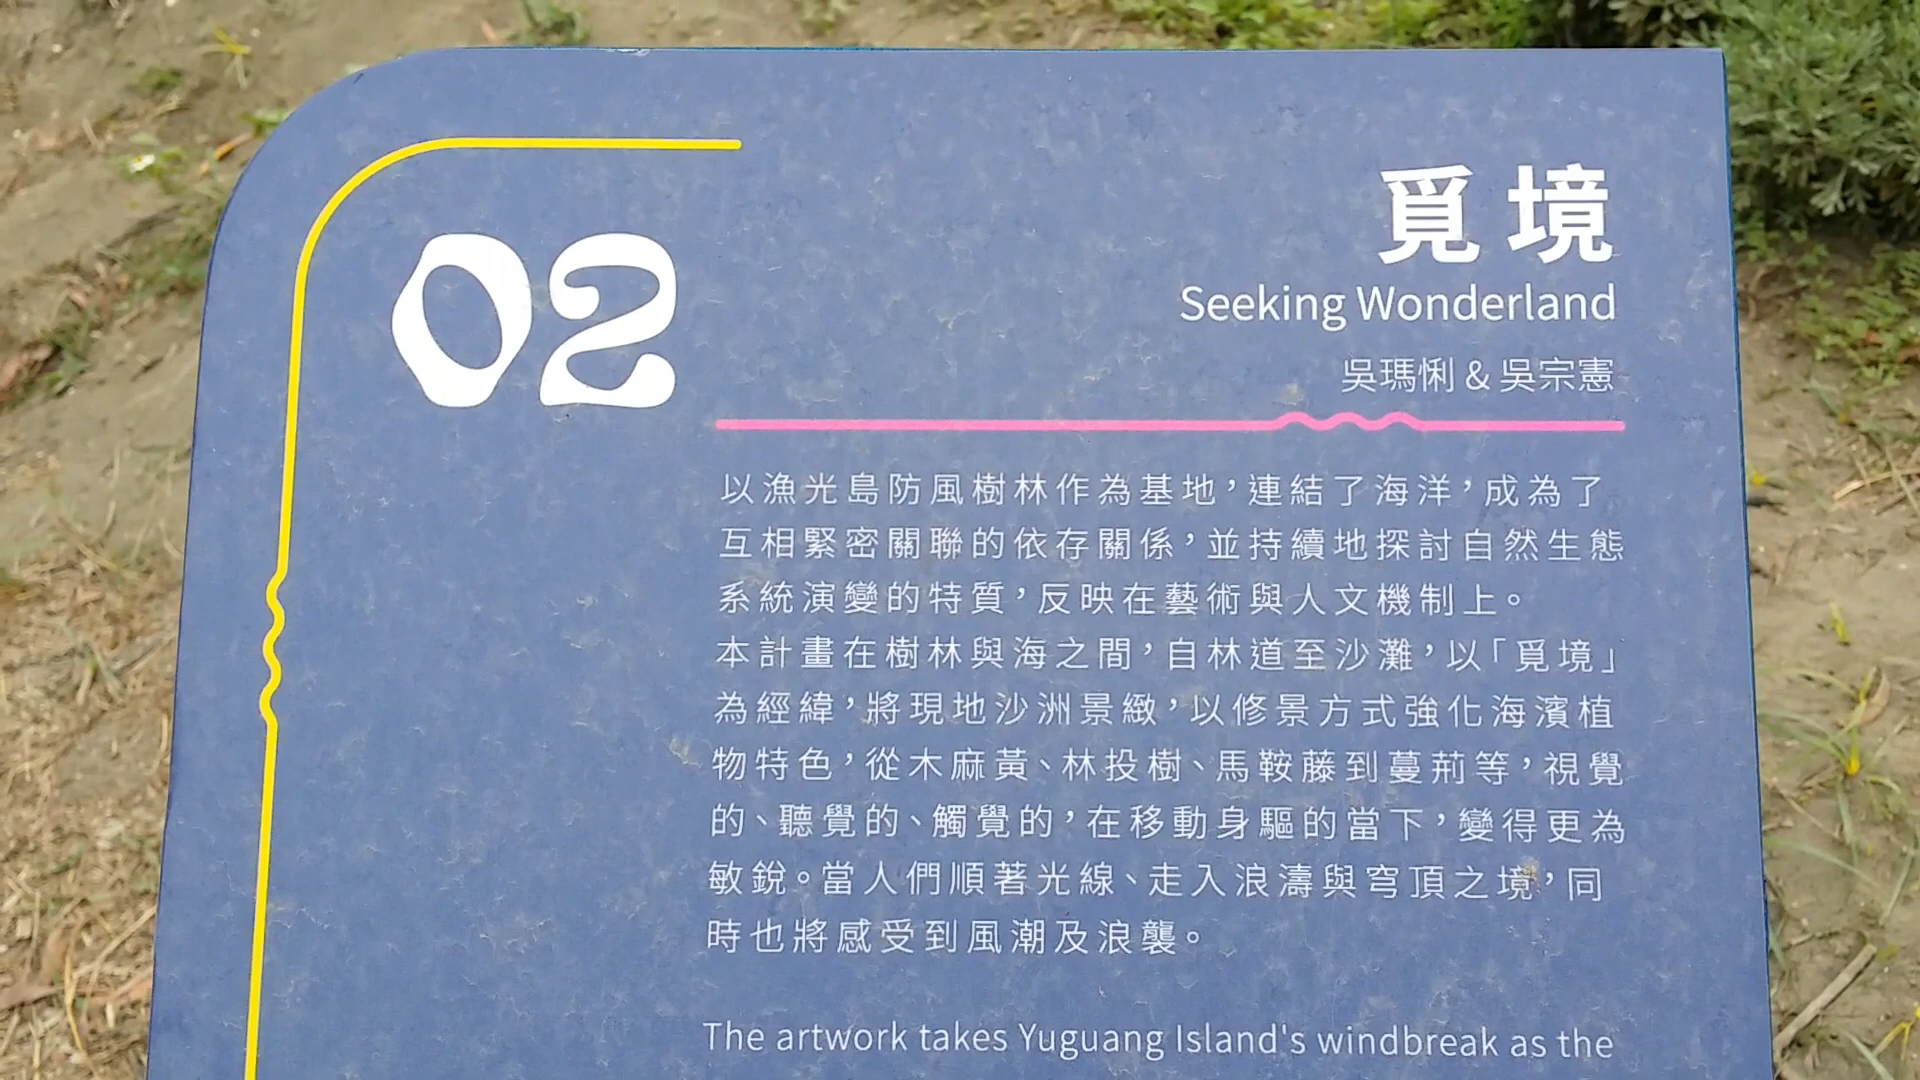 02
覓境
Seeking Wonderland
吳瑪悧 & 吳宗憲
以漁光島防風樹林作為基地，連結了海洋，成為了
互相緊密關聯的依存關係，並持續地探討自然生態
系統演變的特質，反映在藝術與人文機制上。
本計畫在樹林與海之間，自林道至沙灘，以「覓境」
為經緯，將現地沙洲景緻，以修景方式強化海濱植
物特色，從木麻黃、林投樹、馬鞍藤到蔓荊等，視覺
的、聽覺的、觸覺的，在移動身軀的當下，變得更為
敏銳。當人們順著光線、走入浪濤與穹頂之境，同
時也將感受到風潮及浪襲。
The artwork takes Yuguang Island's windbreak as the